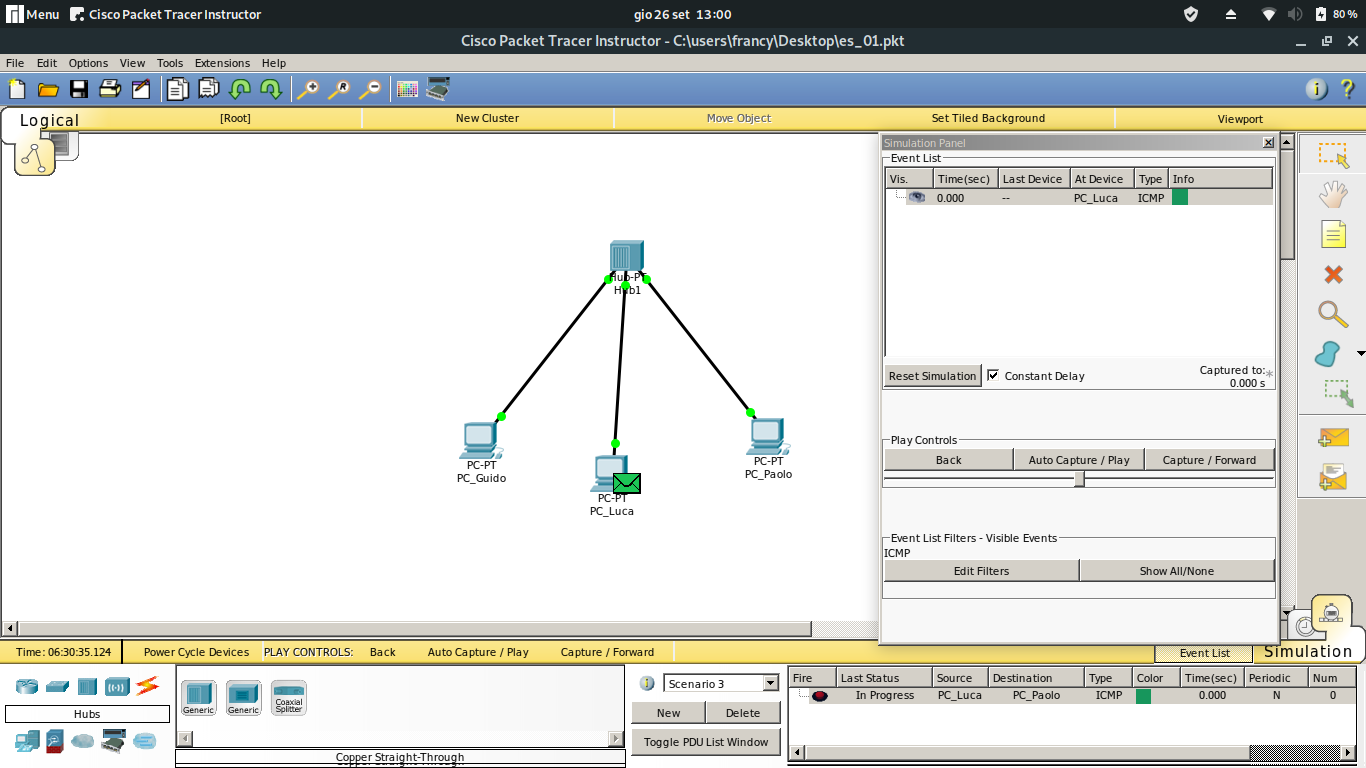 Menu Cisco Packet Tracer Instructor gio 26 set 13:00 80 %
Cisco Packet Tracer Instructor - C:\users\francy\Desktop\es_01.pkt
File Edit Options View Tools Extensions Help
Logical [Root] New Cluster Move Object Set Tiled Background Viewport
Simulation Panel
Event List
Vis. Time(sec) Last Device At Device Type Info
0.000 -- PC_Luca ICMP
Hub-PT
Hub1
Reset Simulation Constant Delay Captured to:*
0.000 s
Play Controls
Back Auto Capture / Play Capture / Forward
PC-PT
PC_Guido
PC-PT
PC_Luca
PC-PT
PC_Paolo
Event List Filters - Visible Events
ICMP
Edit Filters Show All/None
Time: 06:30:35.124 Power Cycle Devices PLAY CONTROLS: Back Auto Capture / Play Capture / Forward Event List Simulation
Hubs
Generic Generic Coaxial
Splitter
Copper Straight-Through
Scenario 3
New Delete
Toggle PDU List Window
Fire Last Status Source Destination Type Color Time(sec) Periodic Num
In Progress PC_Luca PC_Paolo ICMP 0.000 N 0